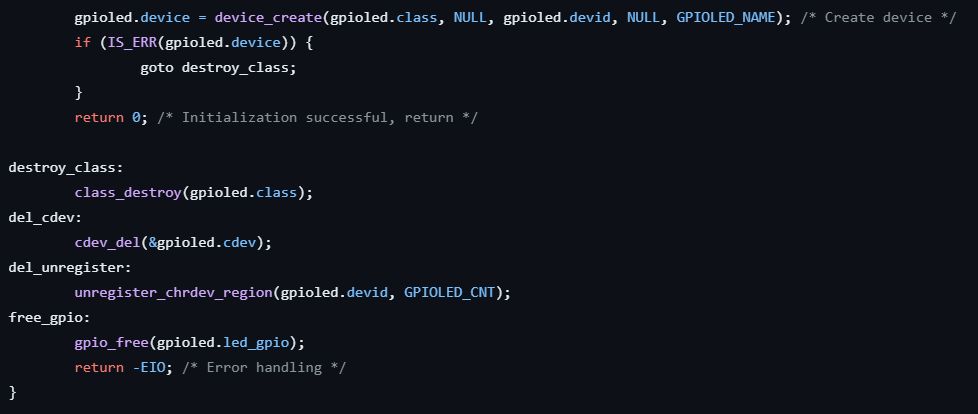 gpioled.device = device_create(gpioled.class, NULL, gpioled.devid, NULL, GPIOLED_NAME); /* Create device */
if (IS_ERR(gpioled.device)) {
goto destroy_class;
}
return 0; /* Initialization successful, return */
destroy_class:
class_destroy(gpioled.class);
del_cdev:
cdev_del(&gpioled.cdev);
del_unregister:
unregister_chrdev_region(gpioled.devid, GPIOLED_CNT);
free_gpio:
gpio_free(gpioled.led_gpio);
return -EIO; /* Error handling */
}